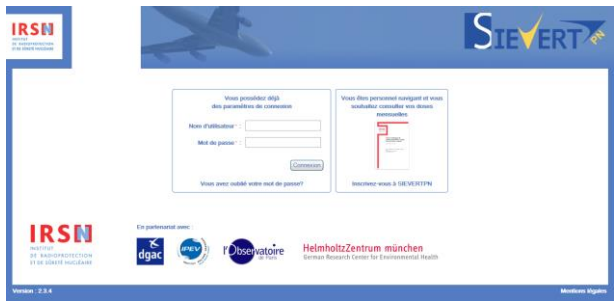 IRSN
INSTITUT
DE RADIOPROTECTION
ET DE SÛRETÉ NUCLÉAIRE
SIEVERT PN
Vous possédez déjà
des paramètres de connexion
Nom d'utilisateur * :
Mot de passe * :
Connexion
Vous avez oublié votre mot de passe?
Vous êtes personnel navigant et vous
souhaitez consulter vos doses
mensuelles
Inscrivez-vous à SIEVERTPN
IRSN
INSTITUT
DE RADIOPROTECTION
ET DE SÛRETÉ NUCLÉAIRE
En partenariat avec :
dgac
IPEV
l'Observatoire
de Paris
HelmholtzZentrum münchen
German Research Center for Environmental Health
Version : 2.3.4
Mentions légales